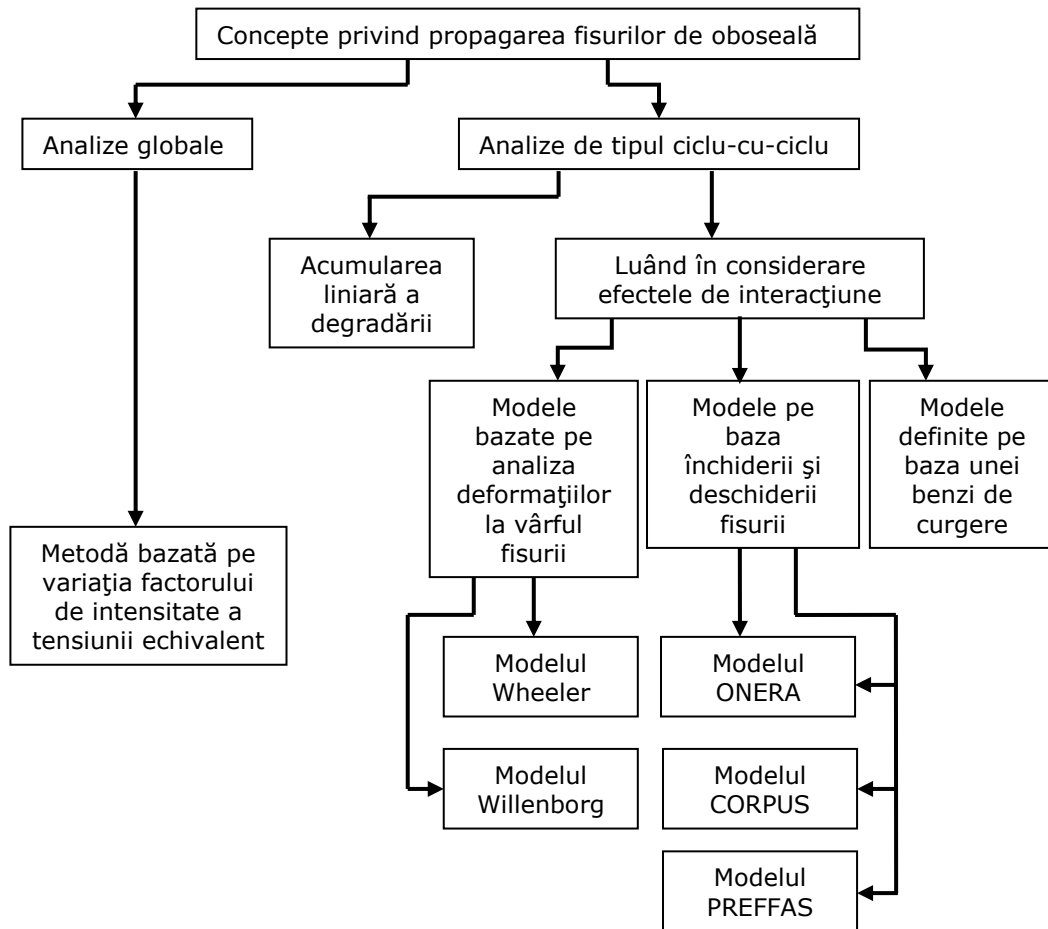 Concepte privind propagarea fisurilor de oboseală
Analize globale
Analize de tipul ciclu-cu-ciclu
Acumularea
liniară a
degradării
Luând în considerare
efectele de interacţiune
Modele
bazate pe
analiza
deformaţiilor
la vârful
fisurii
Modele pe
baza
închiderii şi
deschiderii
fisurii
Modele
definite pe
baza unei
benzi de
curgere
Metodă bazată pe
variaţia factorului
de intensitate a
tensiunii echivalent
Modelul
Wheeler
Modelul
ONERA
Modelul
Willenborg
Modelul
CORPUS
Modelul
PREFFAS